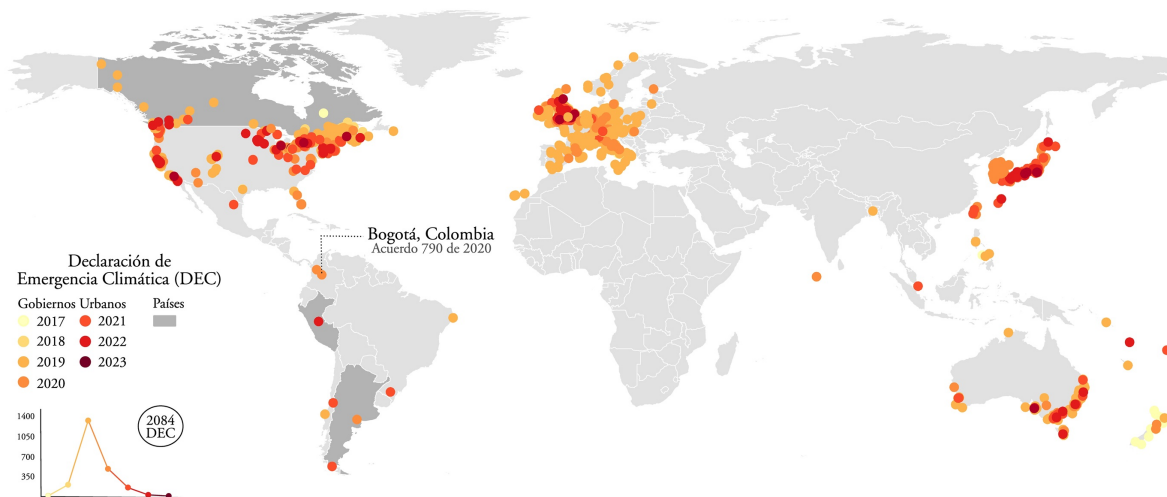 Bogotá, Colombia
Acuerdo 790 de 2020
Declaración de
Emergencia Climática (DEC)
Gobiernos Urbanos Países
2017 2021
2018 2022
2019 2023
2020
1400
1050
700
350
2084
DEC